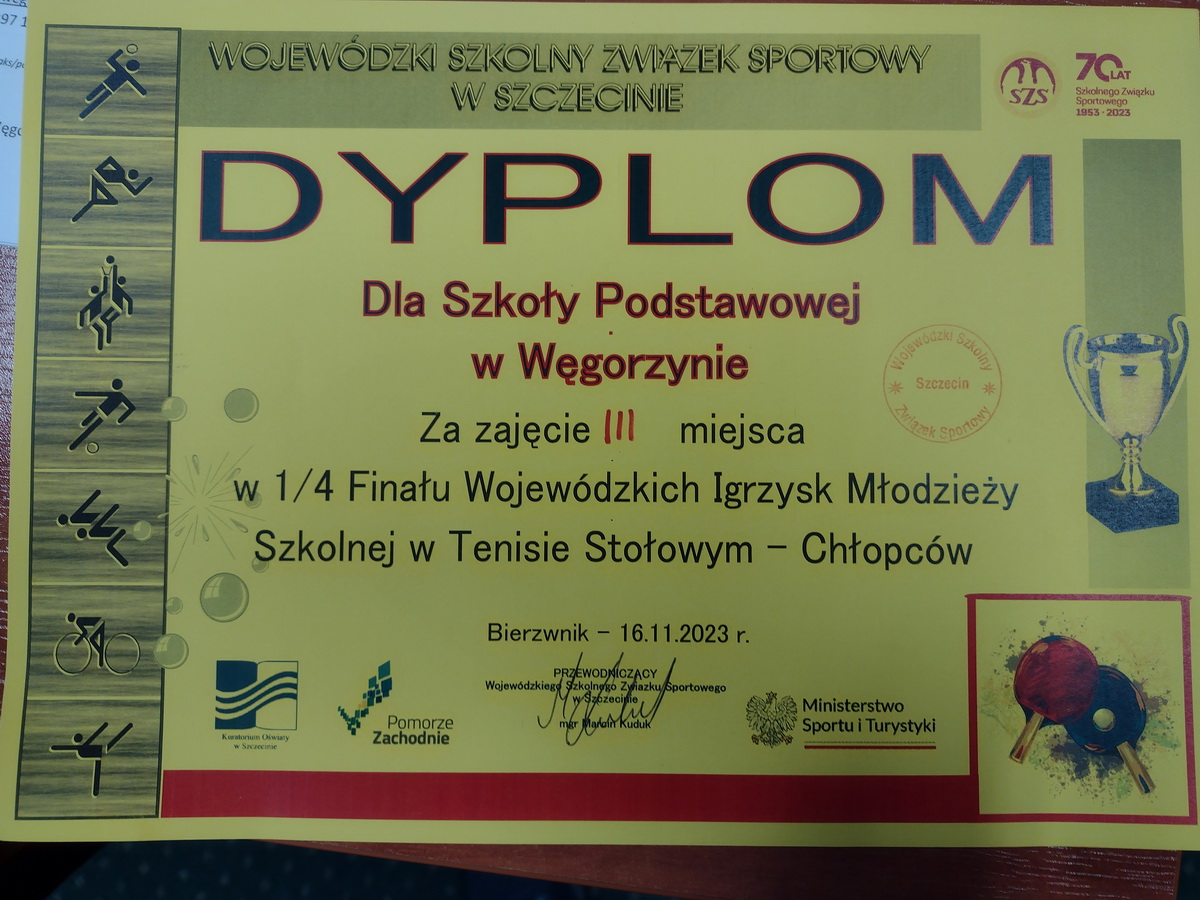 WOJEWÓDZKI SZKOLNY ZWIĄZEK SPORTOWY
W SZCZECINIE
SZS
70 LAT
Szkolnego Związku
Sportowego
1953 - 2023
DYPLOM
Dla Szkoły Podstawowej
w Węgorzynie
Wojewódzki Szkolny
Szczecin
Związek Sportowy
Za zajęcie III miejsca
w 1/4 Finału Wojewódzkich Igrzysk Młodzieży
Szkolnej w Tenisie Stołowym – Chłopców
Bierzwnik – 16.11.2023 r.
PRZEWODNICZĄCY
Wojewódzkiego Szkolnego Związku Sportowego
w Szczecinie
mgr Marcin Kuduk
Kuratorium Oświaty
w Szczecinie
Pomorze
Zachodnie
Ministerstwo
Sportu i Turystyki